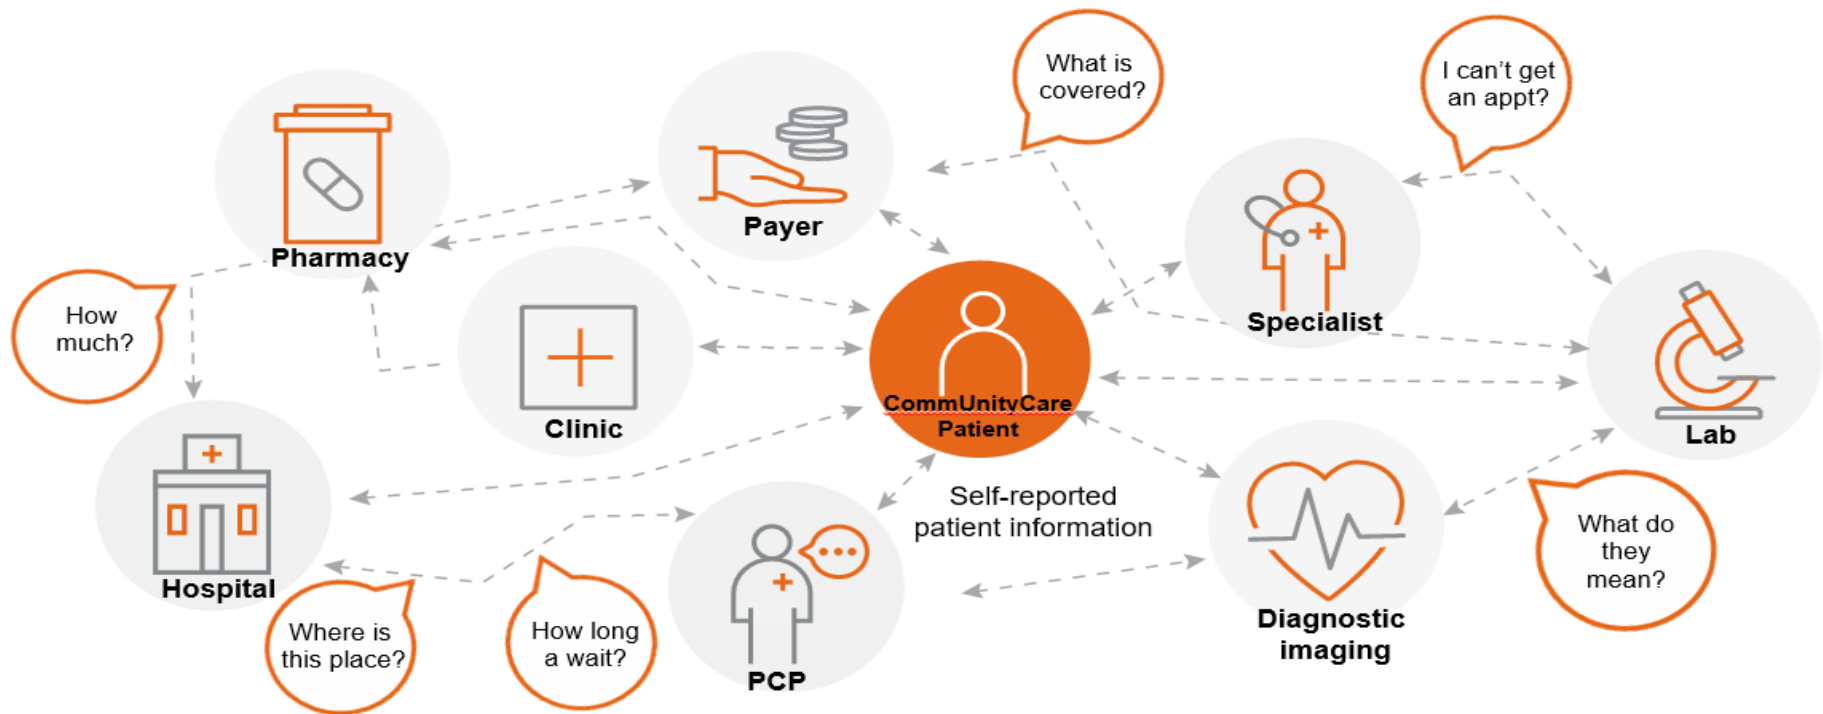 What is
covered?
I can't get
an appt?
Payer
Pharmacy
How
much?
Specialist
Clinic
CommUnityCare
Patient
Lab
Self-reported
patient information
What do
they
mean?
Hospital
Where is
this place?
How long
a wait?
PCP
Diagnostic
imaging